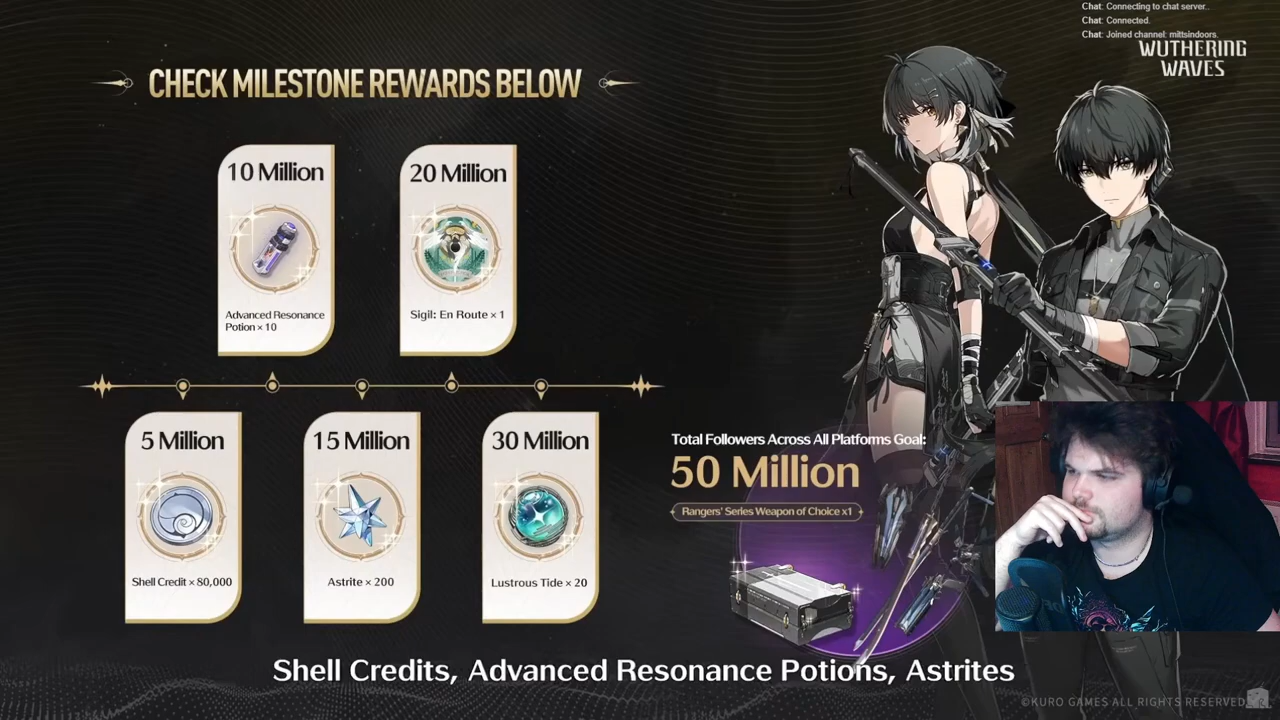 Chat: Connecting to chat server..
Chat: Connected.
Chat: Joined channel: mittsindoors.
WUTHERING
WAVES
CHECK MILESTONE REWARDS BELOW
10 Million
Advanced Resonance
Potion × 10
20 Million
Sigil: En Route × 1
5 Million
Shell Credit × 80,000
15 Million
Astrite × 200
30 Million
Lustrous Tide × 20
Total Followers Across All Platforms Goal:
50 Million
Rangers' Series Weapon of Choice x1
Shell Credits, Advanced Resonance Potions, Astrites
©KURO GAMES ALL RIGHTS RESERVED